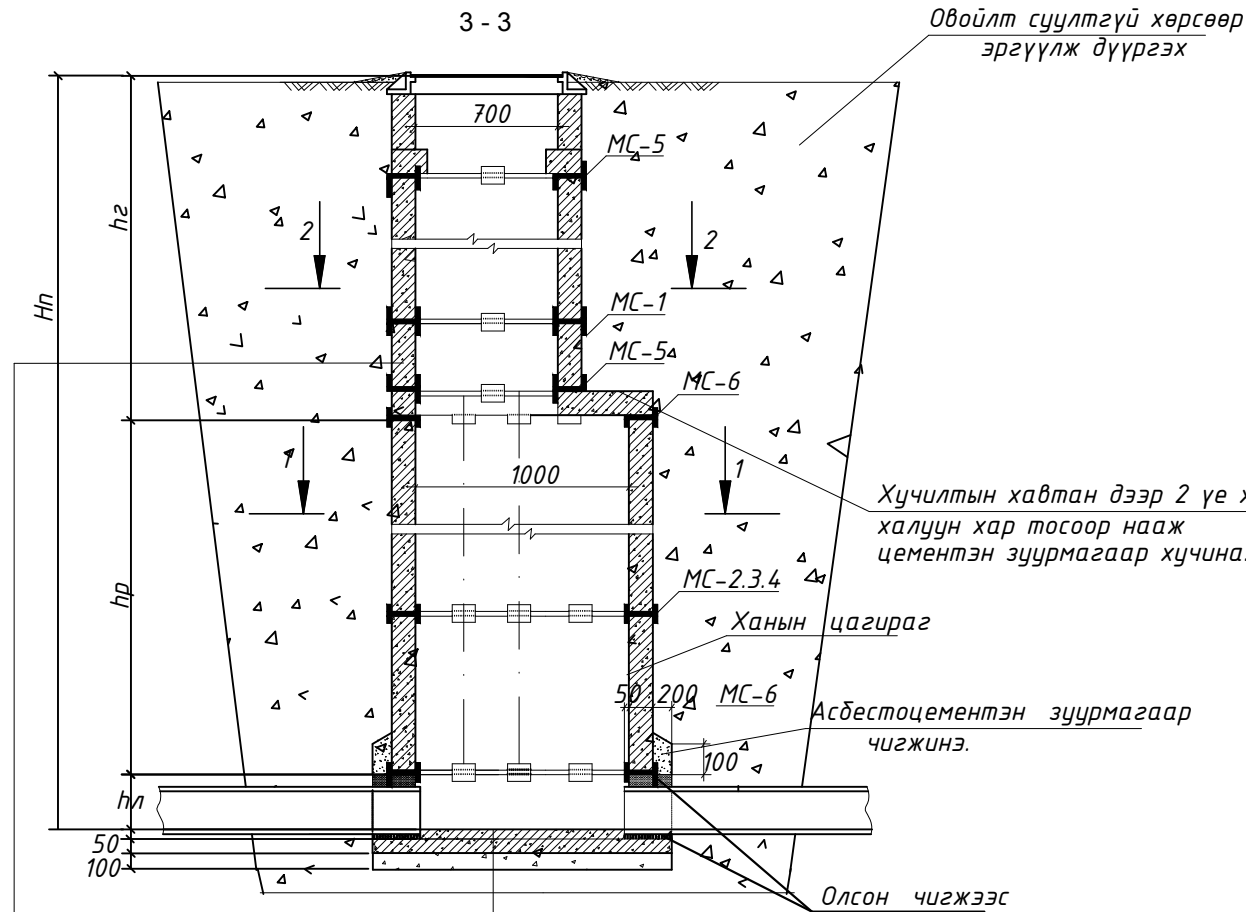 3 - 3
Овойлт суултгүй хөрсөөр
эргүүлж дүүргэх
700
МС-5
hг
Нп
2
2
МС-1
МС-5
МС-6
1
1
1000
Хучилтын хавтан дээр 2 үе
халуун хар тосоор нааж
цементэн зуурмагаар
hр
МС-2.3.4
Ханын цагираг
50
200
МС-6
Асбестоцементэн зуурмагаар
чигжинэ.
100
hл
50
100
Олсон чигжээс